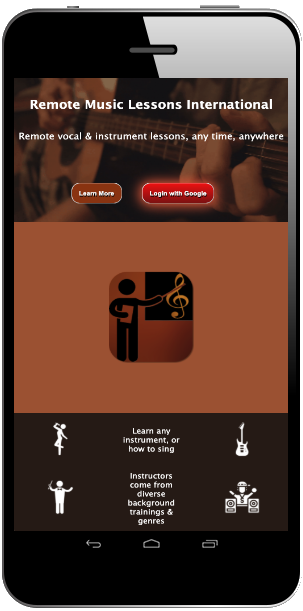 Remote Music Lessons International
Remote vocal & instrument lessons, any time, anywhere
Learn More
Login with Google
Learn any
instrument, or
how to sing
Instructors
come from
diverse
background
trainings &
genres